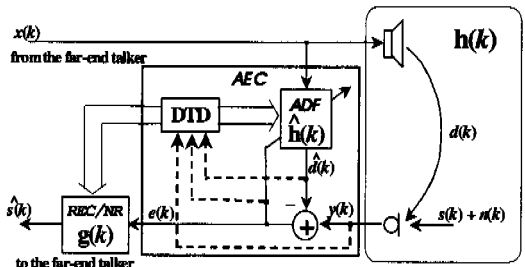 x(k)
from the far-end talker
h(k)
AEC
DTD
ADF
ĥ(k)
d(k)
d̂(k)
ŝ(k)
REC/NR
g(k)
e(k)
−
+
y(k)
s(k) + n(k)
to the far-end talker